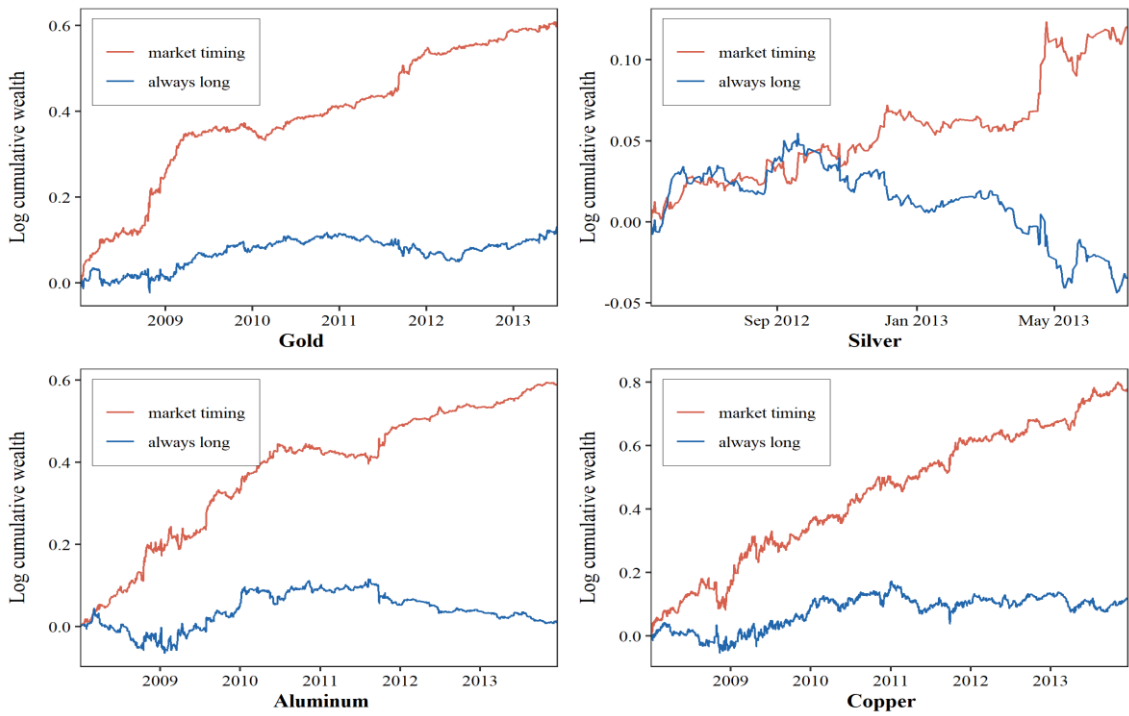 Log cumulative wealth
0.6
0.4
0.2
0.0
market timing
always long
2009 2010 2011 2012 2013
Gold
Log cumulative wealth
0.10
0.05
0.00
-0.05
market timing
always long
Sep 2012 Jan 2013 May 2013
Silver
Log cumulative wealth
0.6
0.4
0.2
0.0
market timing
always long
2009 2010 2011 2012 2013
Aluminum
Log cumulative wealth
0.8
0.6
0.4
0.2
0.0
market timing
always long
2009 2010 2011 2012 2013
Copper